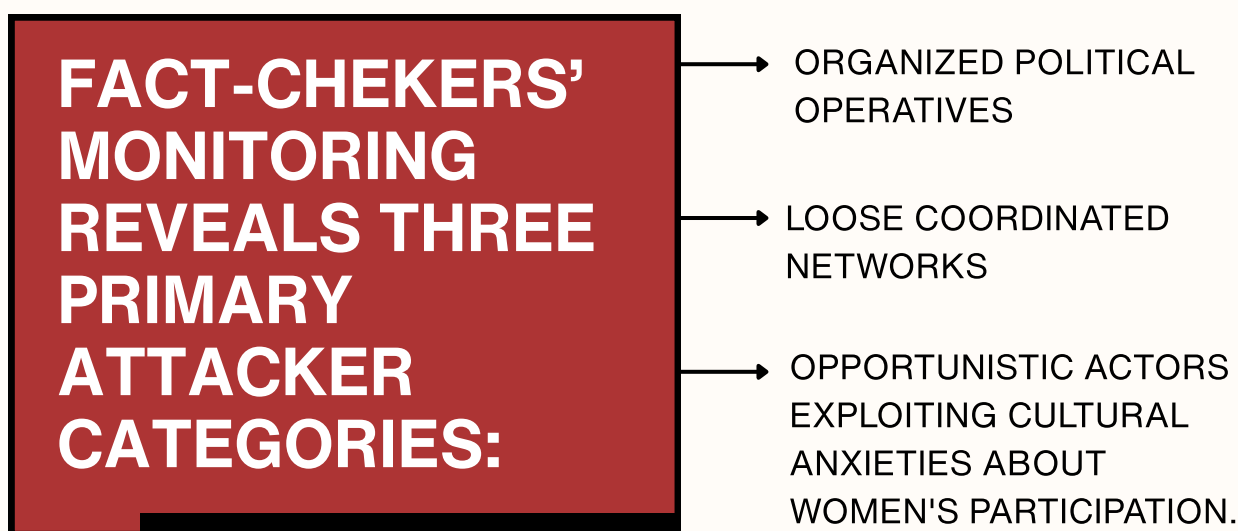 FACT-CHEKERS’
MONITORING
REVEALS THREE
PRIMARY
ATTACKER
CATEGORIES:
ORGANIZED POLITICAL
OPERATIVES
LOOSE COORDINATED
NETWORKS
OPPORTUNISTIC ACTORS
EXPLOITING CULTURAL
ANXIETIES ABOUT
WOMEN'S PARTICIPATION.